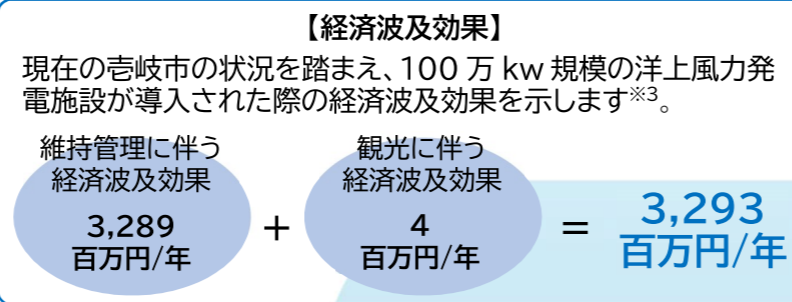 【経済波及効果】
現在の壱岐市の状況を踏まえ、100 万 kw 規模の洋上風力発
電施設が導入された際の経済波及効果を示します※3。
維持管理に伴う
経済波及効果
3,289
百万円/年
+
観光に伴う
経済波及効果
4
百万円/年
=
3,293
百万円/年